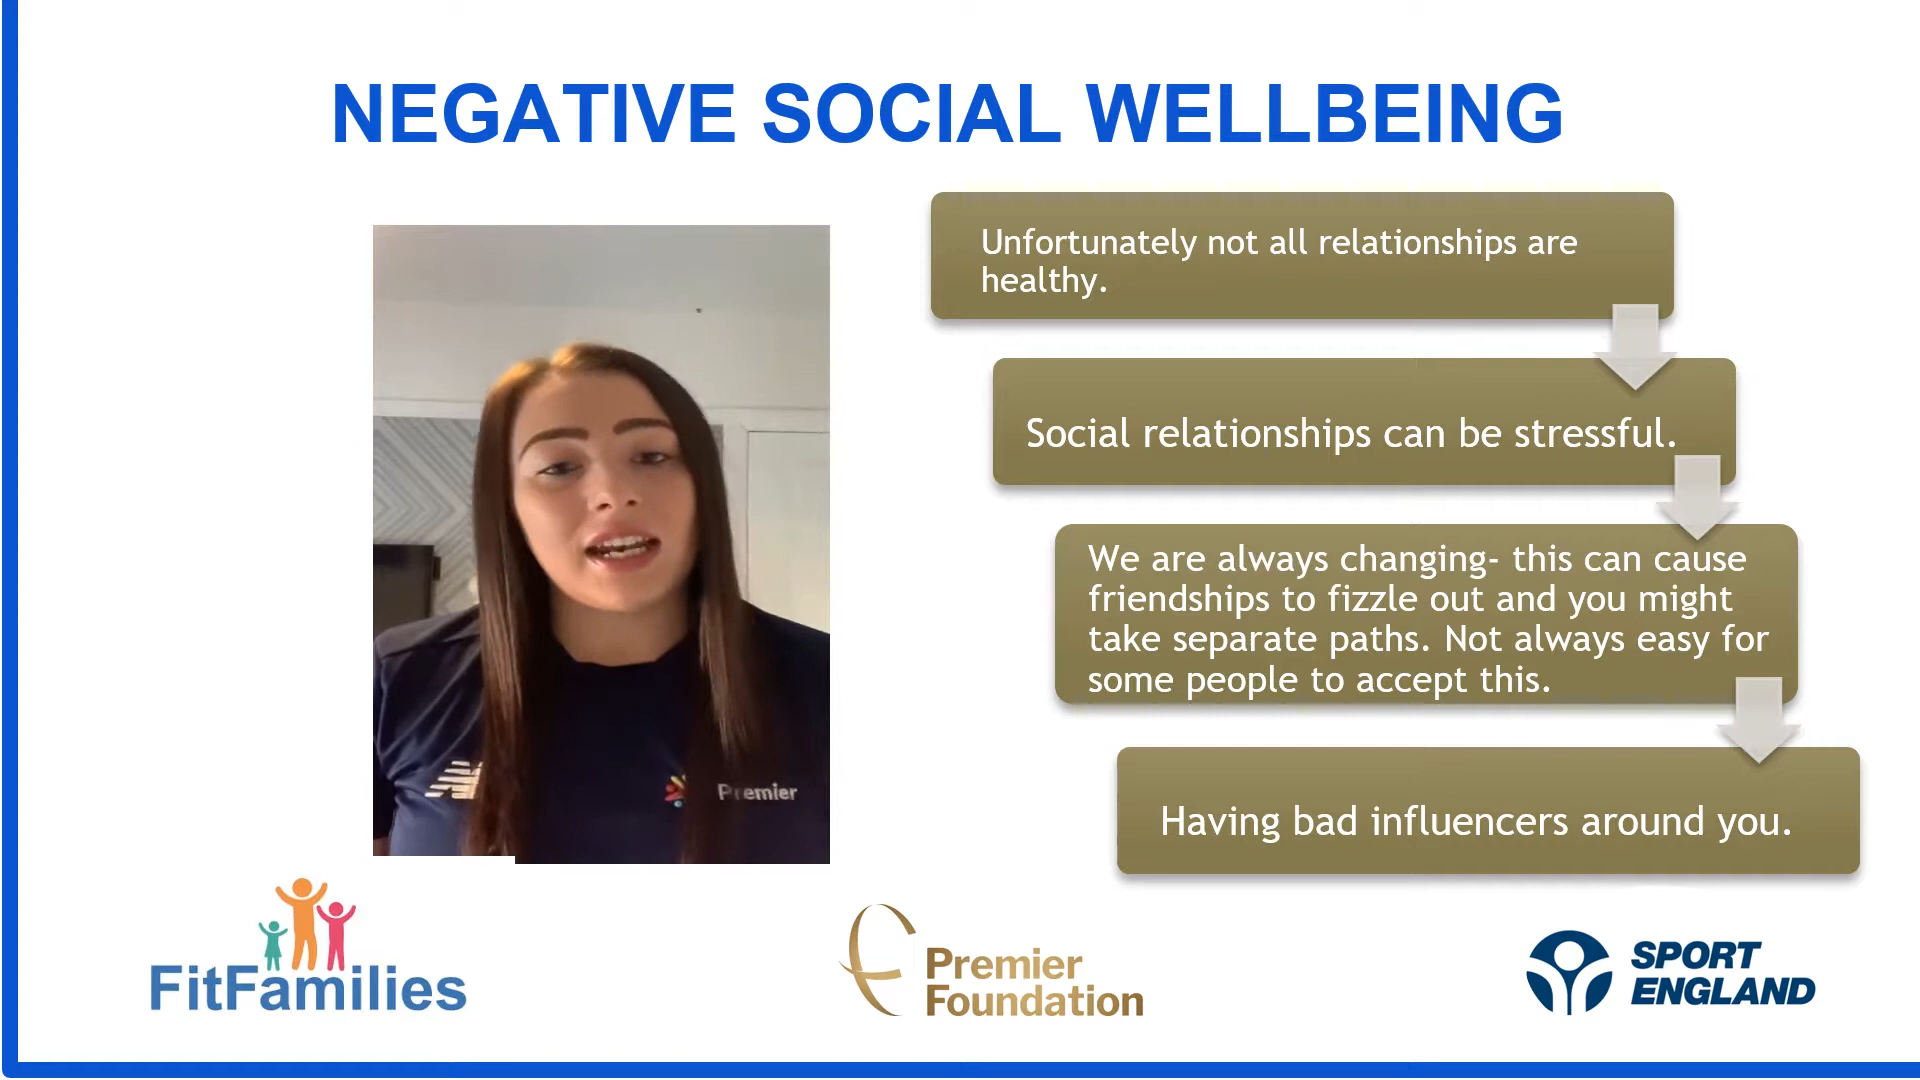 NEGATIVE SOCIAL WELLBEING
Unfortunately not all relationships are
healthy.
Social relationships can be stressful.
We are always changing- this can cause
friendships to fizzle out and you might
take separate paths. Not always easy for
some people to accept this.
Having bad influencers around you.
Premier
FitFamilies
Premier
Foundation
SPORT
ENGLAND